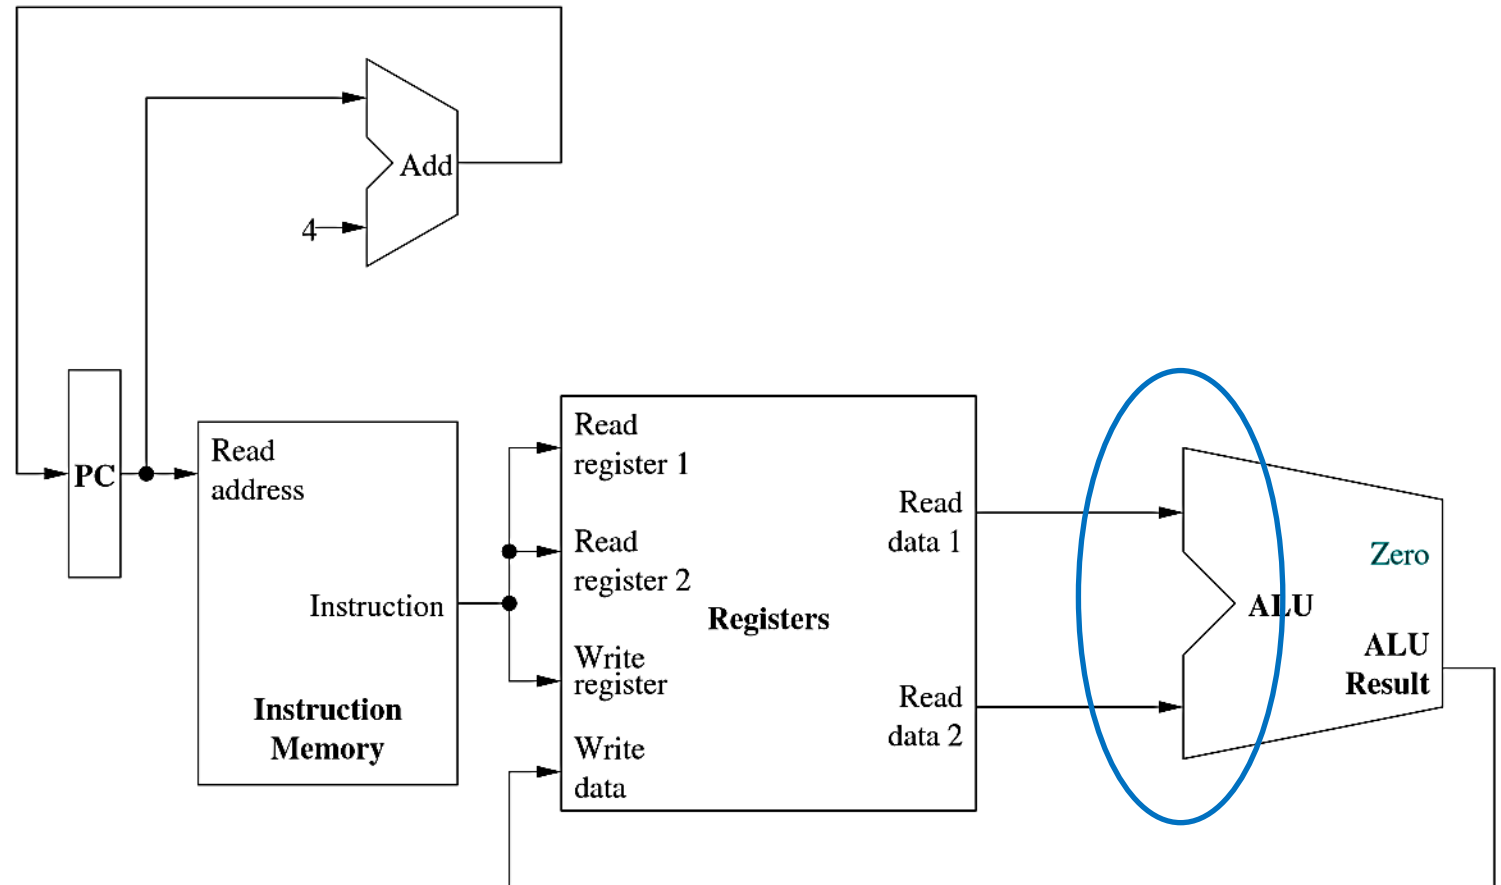 Add
4
PC
Read
address
Instruction
Instruction
Memory
Read
register 1
Read
register 2
Write
register
Write
data
Registers
Read
data 1
Read
data 2
ALU
Zero
ALU
Result